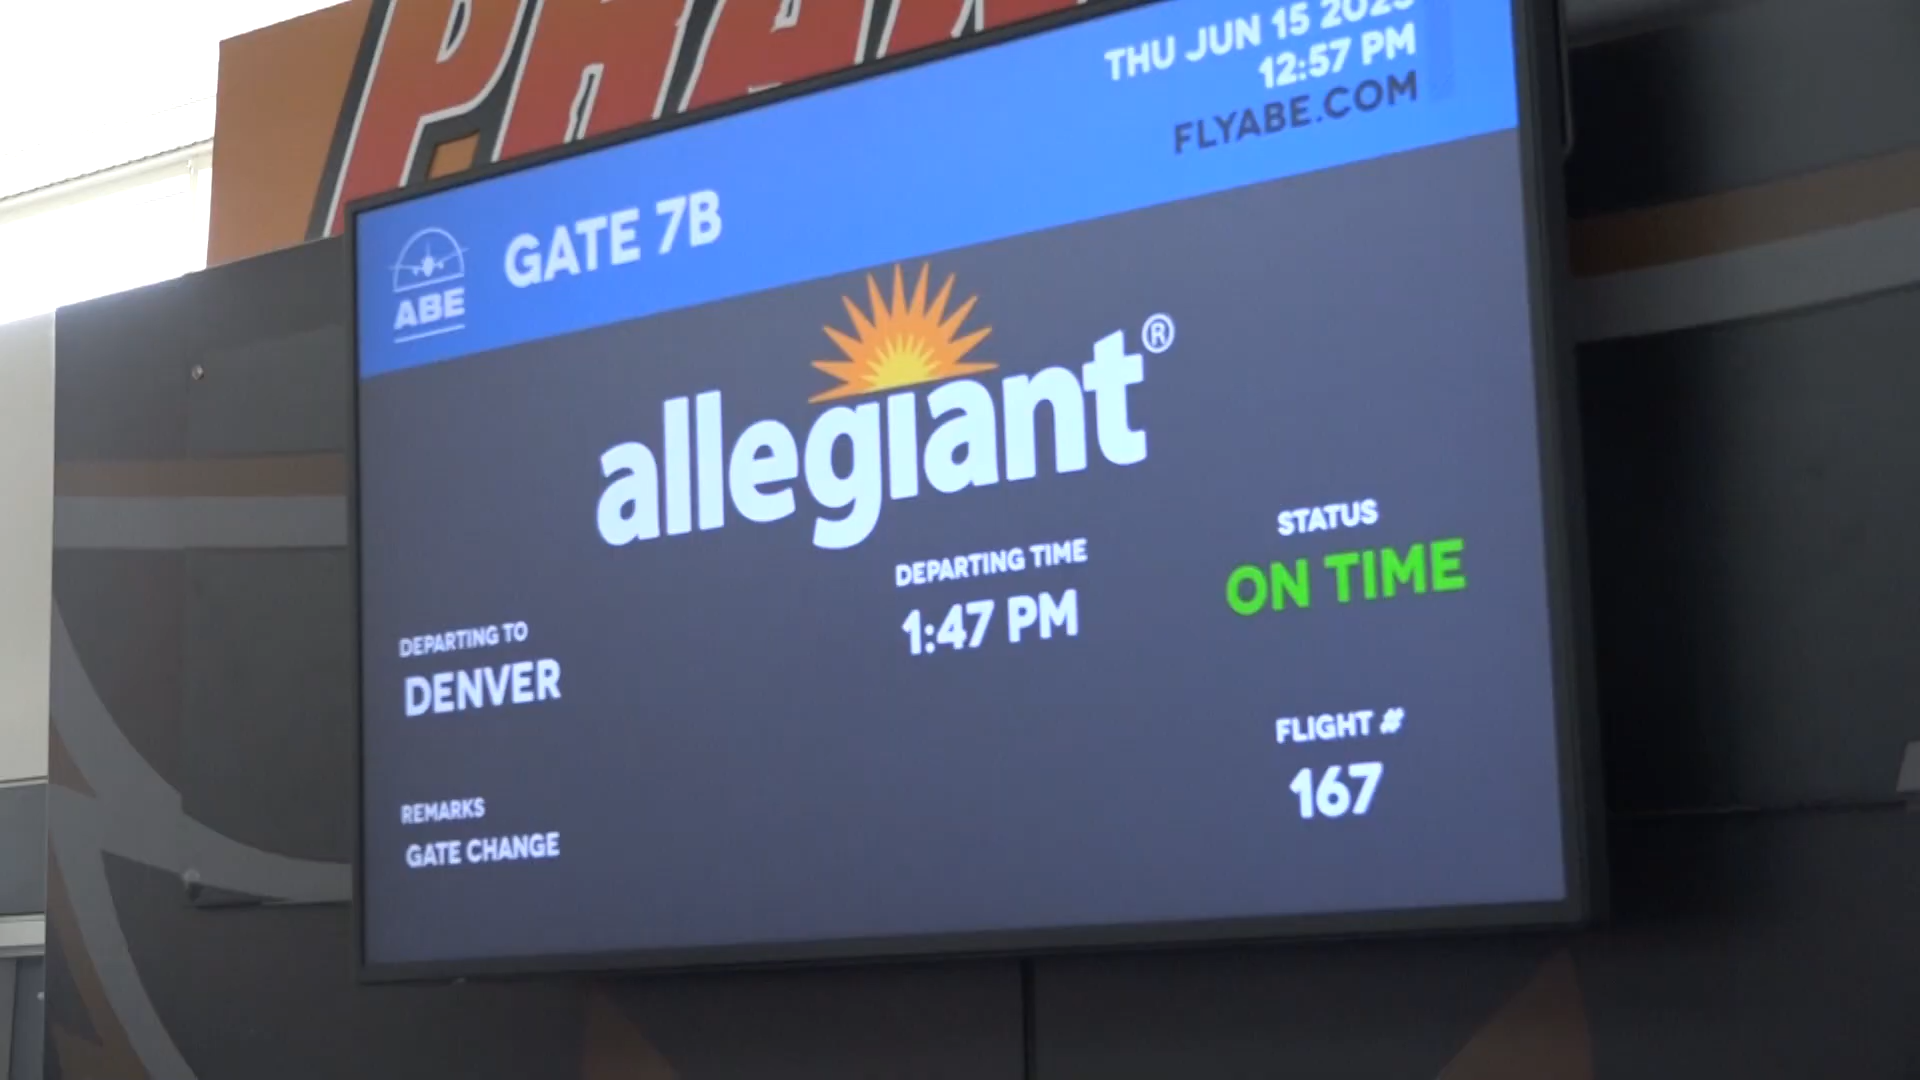 THU JUN 15 2023
12:57 PM
FLYABE.COM
ABE
GATE 7B
allegiant®
DEPARTING TO
DENVER
DEPARTING TIME
1:47 PM
STATUS
ON TIME
REMARKS
GATE CHANGE
FLIGHT #
167